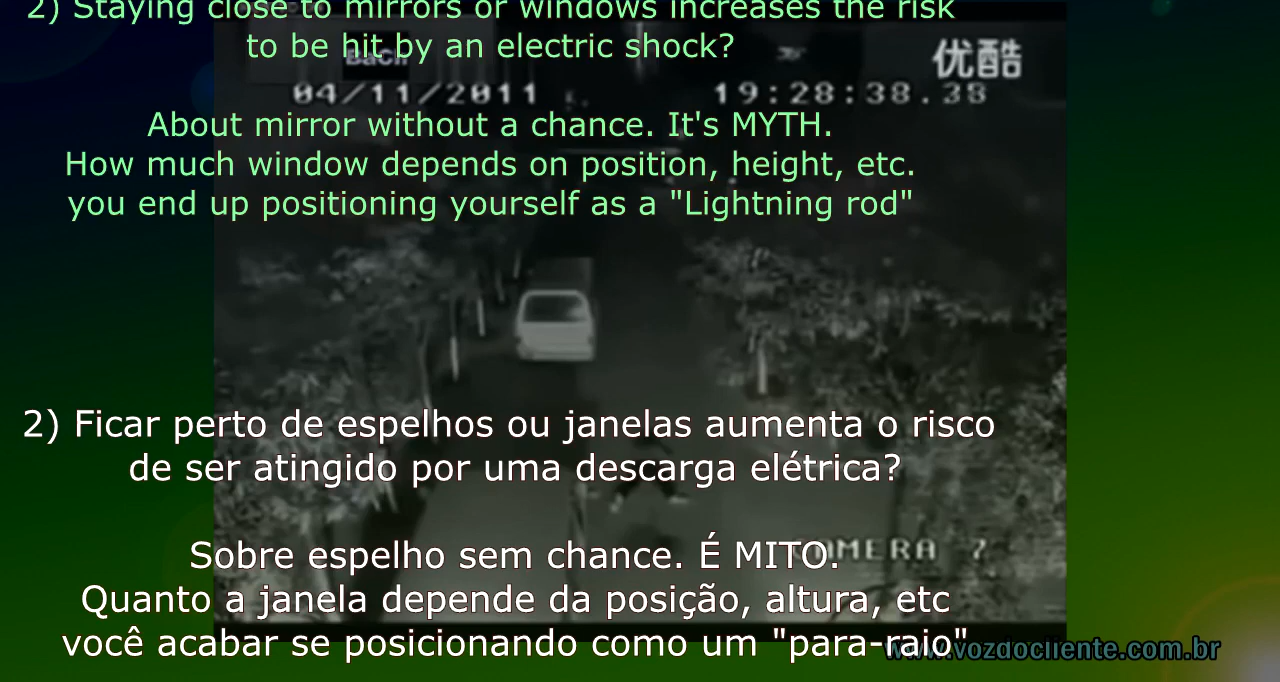 2) Staying close to mirrors or windows increases the risk
to be hit by an electric shock?
优酷
04/11/2011
19:28:38.38
About mirror without a chance. It's MYTH.
How much window depends on position, height, etc.
you end up positioning yourself as a "Lightning rod"
2) Ficar perto de espelhos ou janelas aumenta o risco
de ser atingido por uma descarga elétrica?
Sobre espelho sem chance. É MITO.
CAMERA 7
Quanto a janela depende da posição, altura, etc
você acabar se posicionando como um "para-raio"
www.vozdocliente.com.br